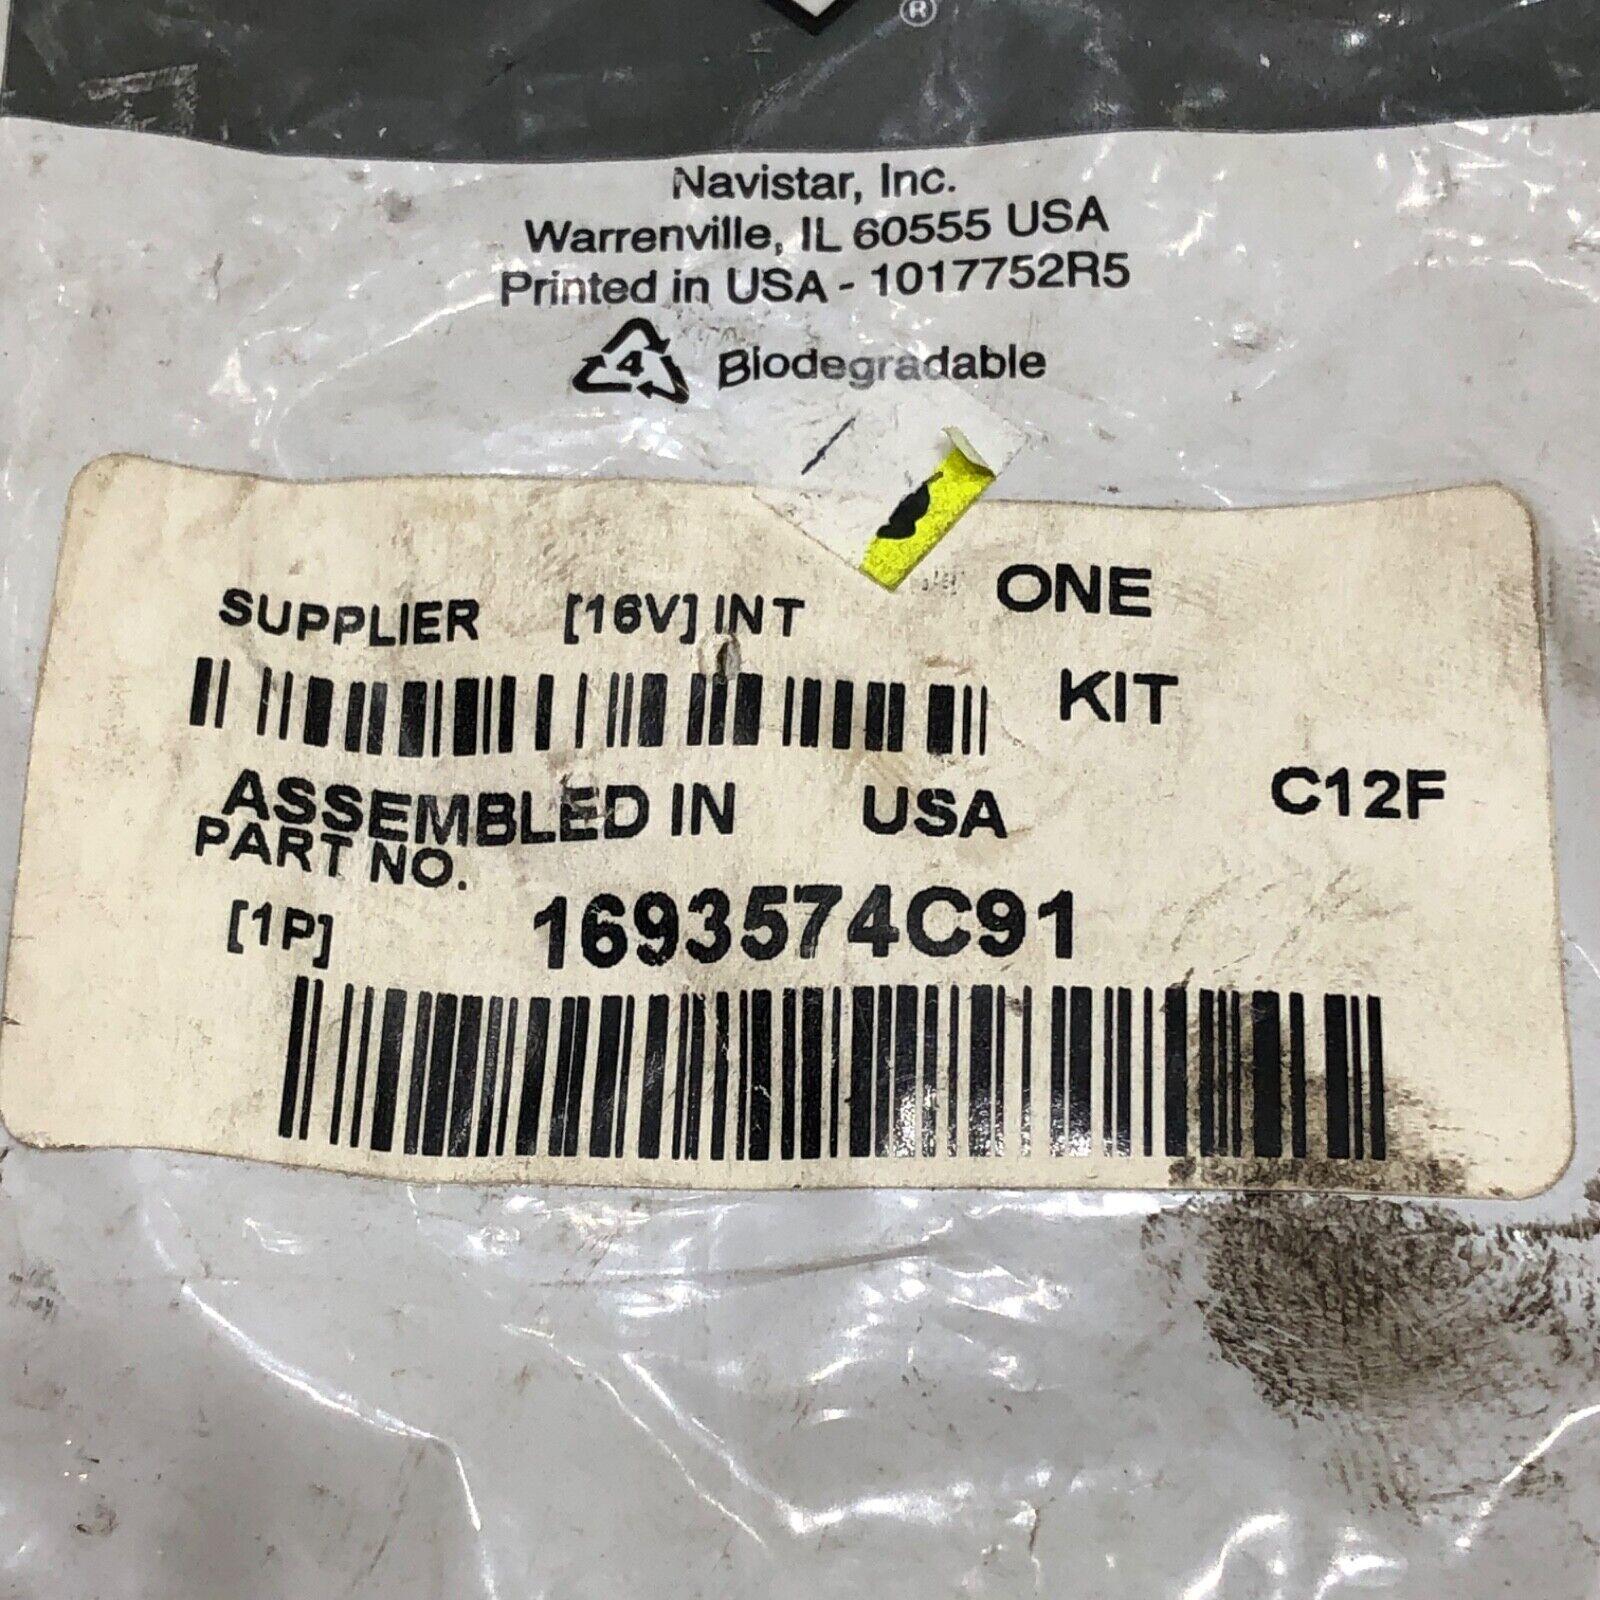 ®
Navistar, Inc.
Warrenville, IL 60555 USA
Printed in USA - 1017752R5
4 Biodegradable
SUPPLIER [16V] INT ONE
KIT
ASSEMBLED IN USA C12F
PART NO.
[1P] 1693574C91